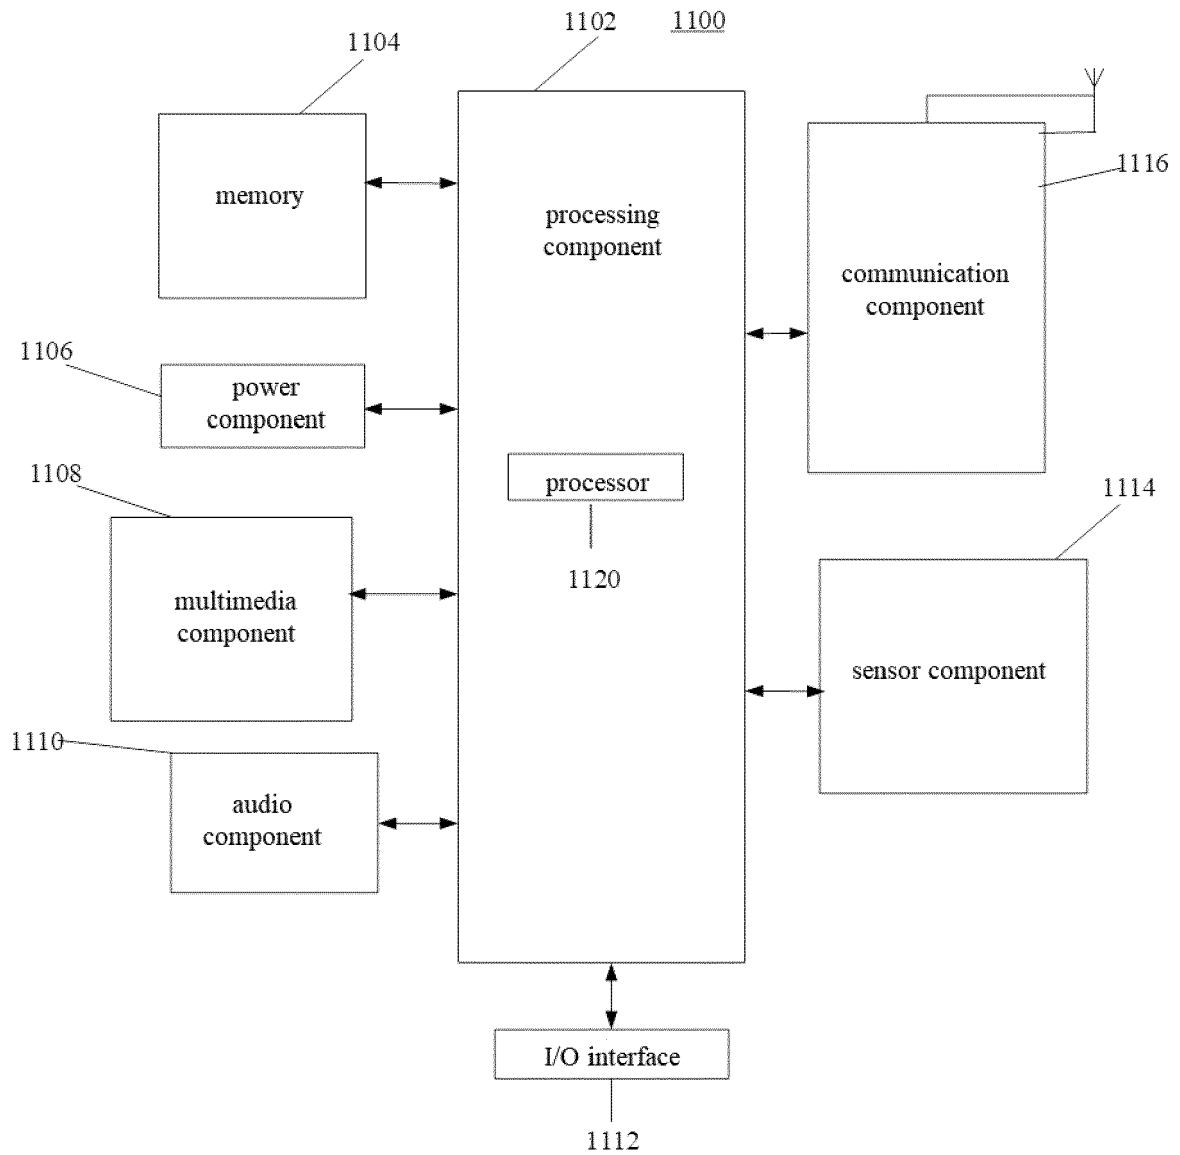 1102
1100
1104
1116
memory
processing
component
communication
component
1106
power
component
1108
processor
1114
1120
multimedia
component
sensor component
1110
audio
component
I/O interface
1112